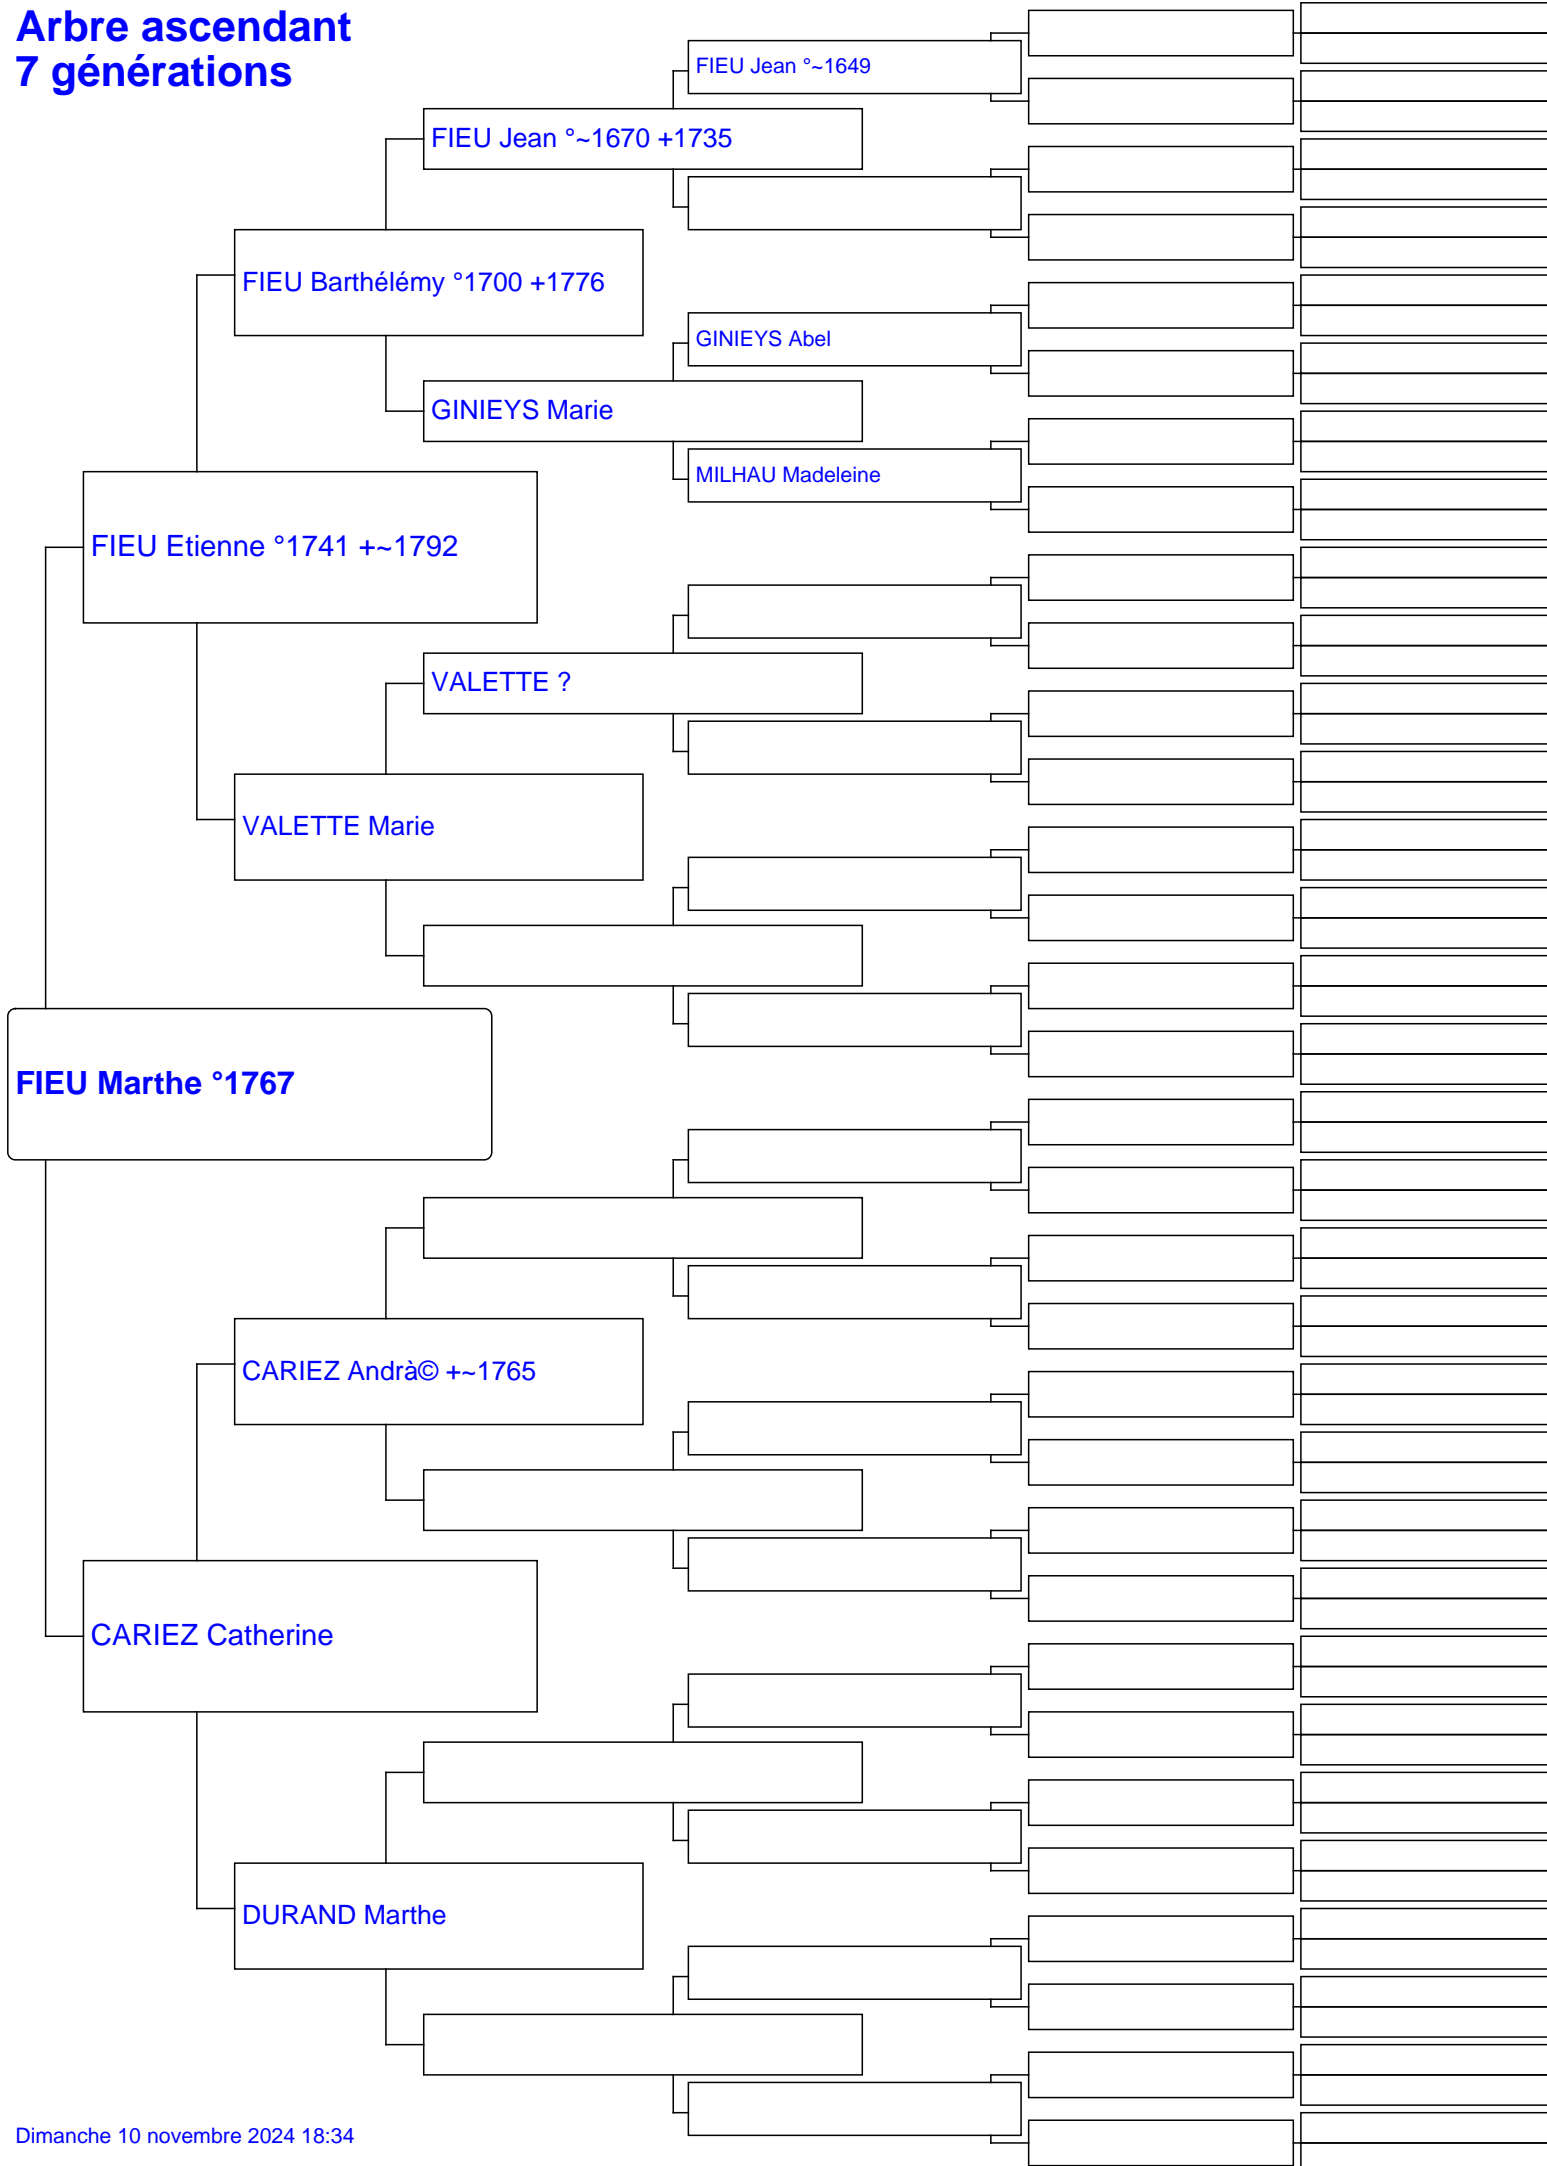 Arbre ascendant
7 générations
FIEU Jean °~1649
FIEU Jean °~1670 +1735
FIEU Barthélémy °1700 +1776
GINIEYS Abel
GINIEYS Marie
MILHAU Madeleine
FIEU Etienne °1741 +~1792
VALETTE ?
VALETTE Marie
FIEU Marthe °1767
CARIEZ Andrà© +~1765
CARIEZ Catherine
DURAND Marthe
Dimanche 10 novembre 2024 18:34